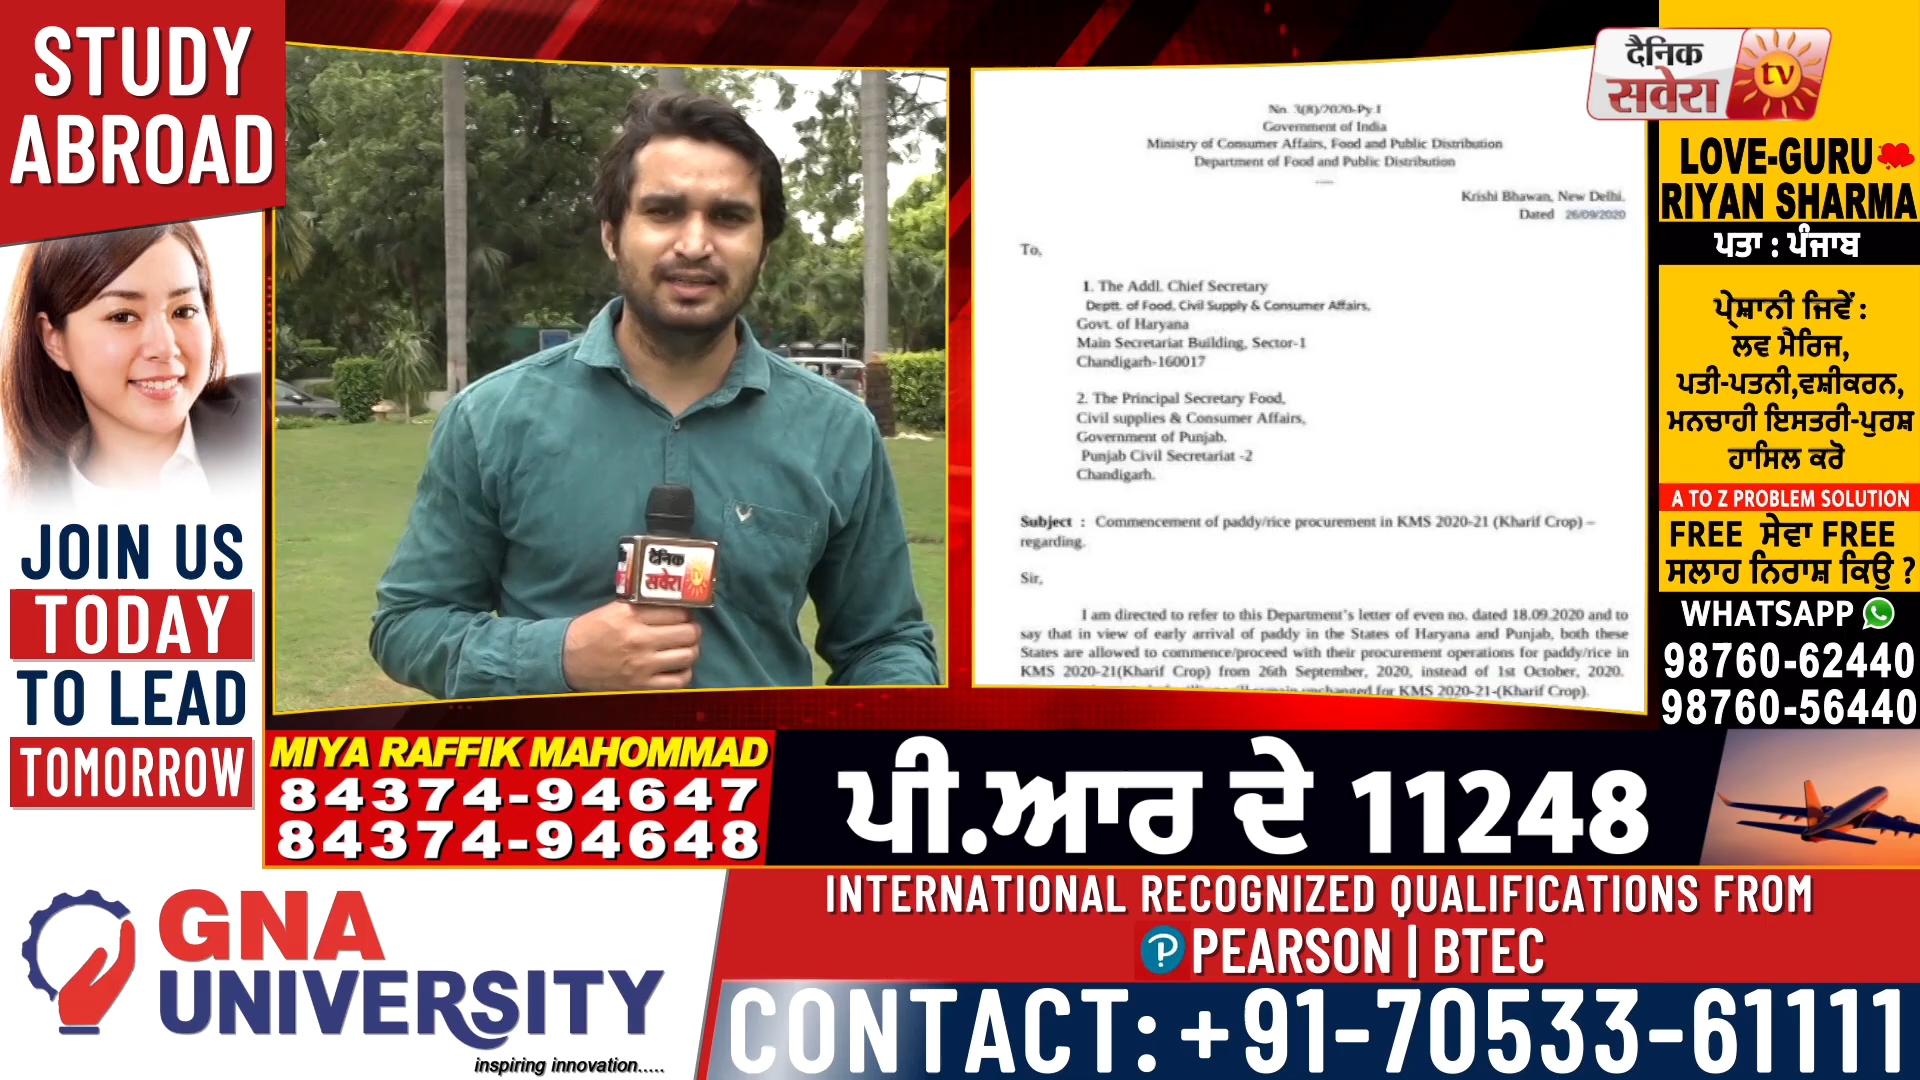 STUDY
ABROAD
JOIN US
TODAY
TO LEAD
TOMORROW
दैनिक
सवेरा
No. 3(8)/2020-Py.I
Government of India
Ministry of Consumer Affairs, Food and Public Distribution
Department of Food and Public Distribution
Krishi Bhawan, New Delhi.
Dated 26/09/2020
To,
1. The Addl. Chief Secretary
Deptt. of Food, Civil Supply & Consumer Affairs,
Govt. of Haryana
Main Secretariat Building, Sector-1
Chandigarh-160017
2. The Principal Secretary Food,
Civil supplies & Consumer Affairs,
Government of Punjab.
Punjab Civil Secretariat -2
Chandigarh.
Subject : Commencement of paddy/rice procurement in KMS 2020-21 (Kharif Crop) –
regarding.
Sir,
I am directed to refer to this Department's letter of even no. dated 18.09.2020 and to
say that in view of early arrival of paddy in the States of Haryana and Punjab, both these
States are allowed to commence/proceed with their procurement operations for paddy/rice in
KMS 2020-21(Kharif Crop) from 26th September, 2020, instead of 1st October, 2020.
unchanged for KMS 2020-21-(Kharif Crop).
दैनिक
सवेरा
tv
LOVE-GURU
RIYAN SHARMA
ਪਤਾ : ਪੰਜਾਬ
ਪ੍ਰੇਸ਼ਾਨੀ ਜਿਵੇਂ :
ਲਵ ਮੈਰਿਜ,
ਪਤੀ-ਪਤਨੀ,ਵਸ਼ੀਕਰਨ,
ਮਨਚਾਹੀ ਇਸਤਰੀ-ਪੁਰਸ਼
ਹਾਸਿਲ ਕਰੋ
A TO Z PROBLEM SOLUTION
FREE ਸੇਵਾ FREE
ਸਲਾਹ ਨਿਰਾਸ਼ ਕਿਉ ?
WHATSAPP
98760-62440
98760-56440
MIYA RAFFIK MAHOMMAD
84374-94647
84374-94648
ਪੀ.ਆਰ ਦੇ 11248
GNA
UNIVERSITY
inspiring innovation.....
INTERNATIONAL RECOGNIZED QUALIFICATIONS FROM
PEARSON | BTEC
CONTACT: +91-70533-61111